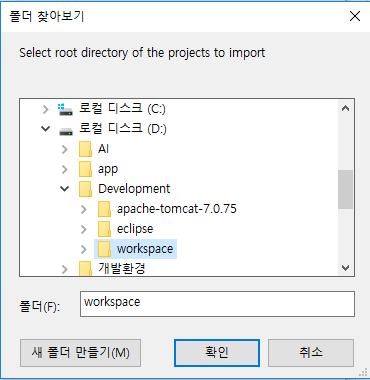 폴더 찾아보기
Select root directory of the projects to import
로컬 디스크 (C:)
로컬 디스크 (D:)
AI
app
Development
apache-tomcat-7.0.75
eclipse
workspace
개발환경
폴더(F): workspace
새 폴더 만들기(M) 확인 취소